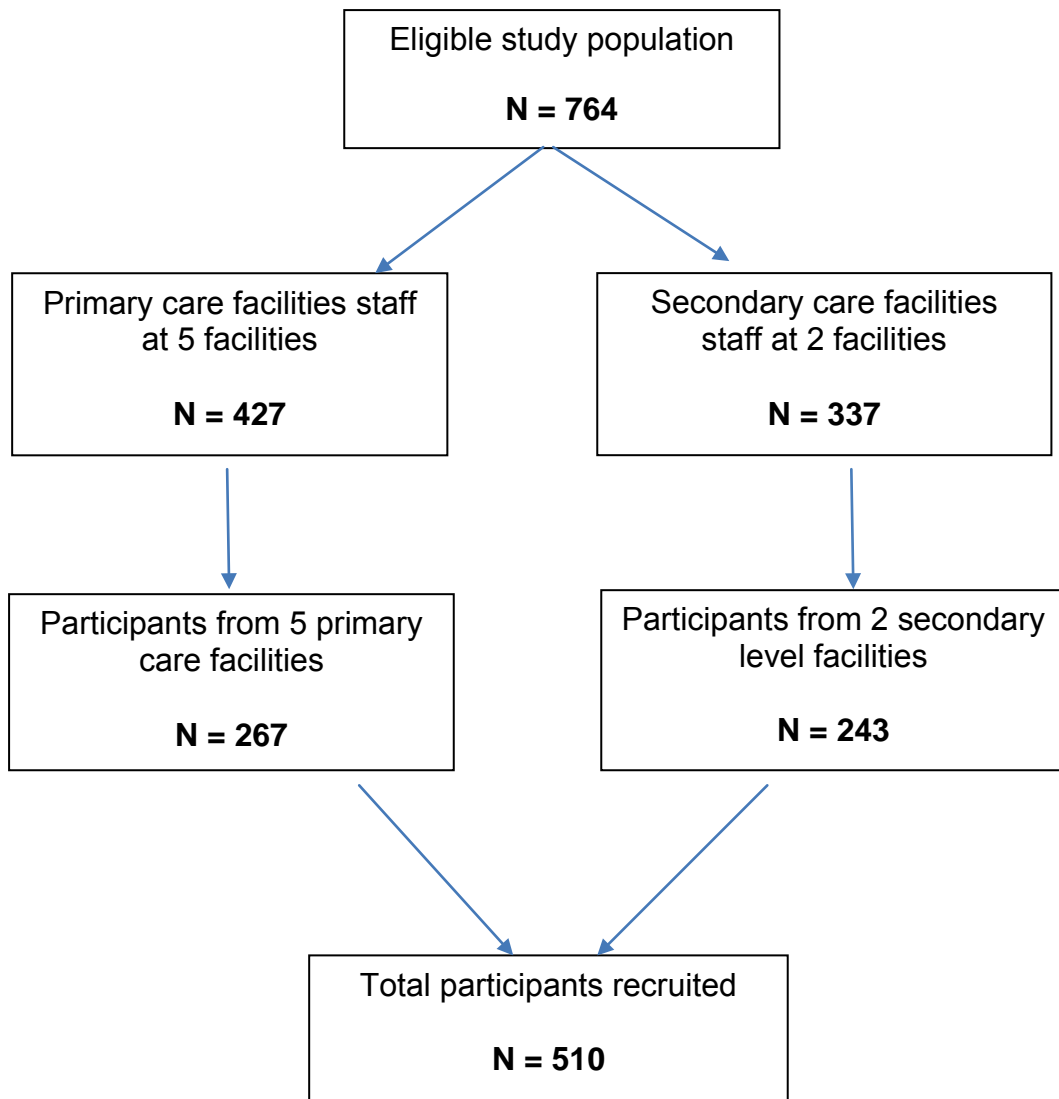 Eligible study population
N = 764
Primary care facilities staff
at 5 facilities
N = 427
Secondary care facilities
staff at 2 facilities
N = 337
Participants from 5 primary
care facilities
N = 267
Participants from 2 secondary
level facilities
N = 243
Total participants recruited
N = 510